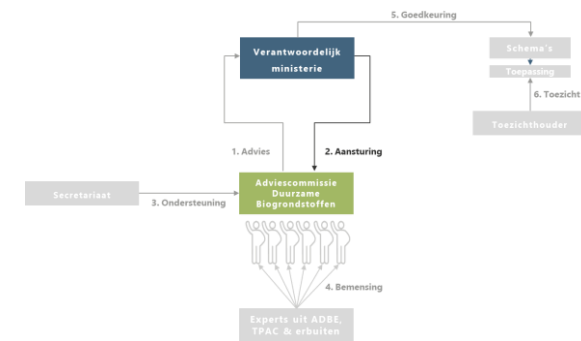 5. Goedkeuring
Verantwoordelijk
ministerie
Schema's
Toepassing
6. Toezicht
Toezichthouder
1. Advies
2. Aansturing
Adviescommissie
Duurzame
Biogrondstoffen
Secretariaat
3. Ondersteuning
4. Bemensing
Experts uit ADBE,
TPAC & erbuiten